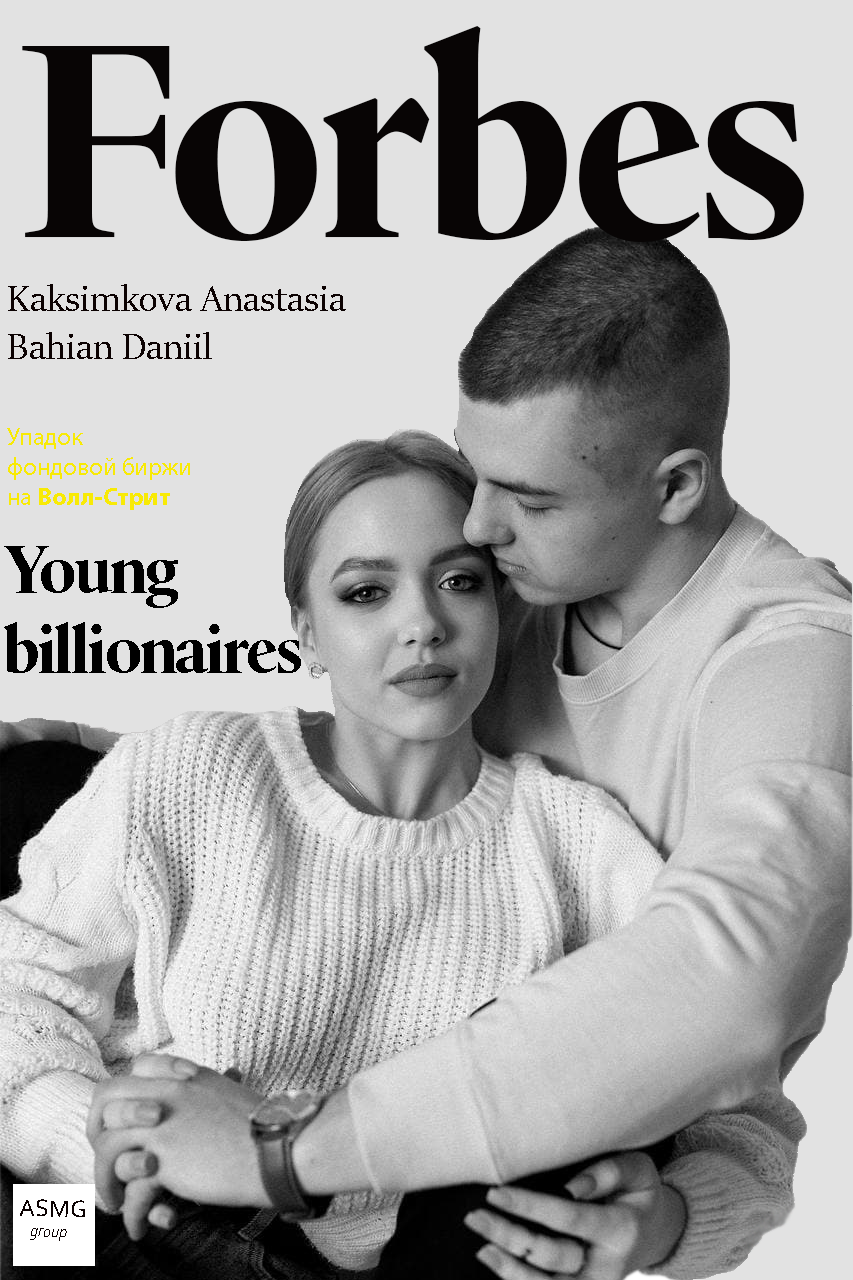 Forbes
Kaksimkova Anastasia
Bahian Daniil
Упадок
фондовой биржи
на Волл-Стрит
Young
billionaires
ASMG
group